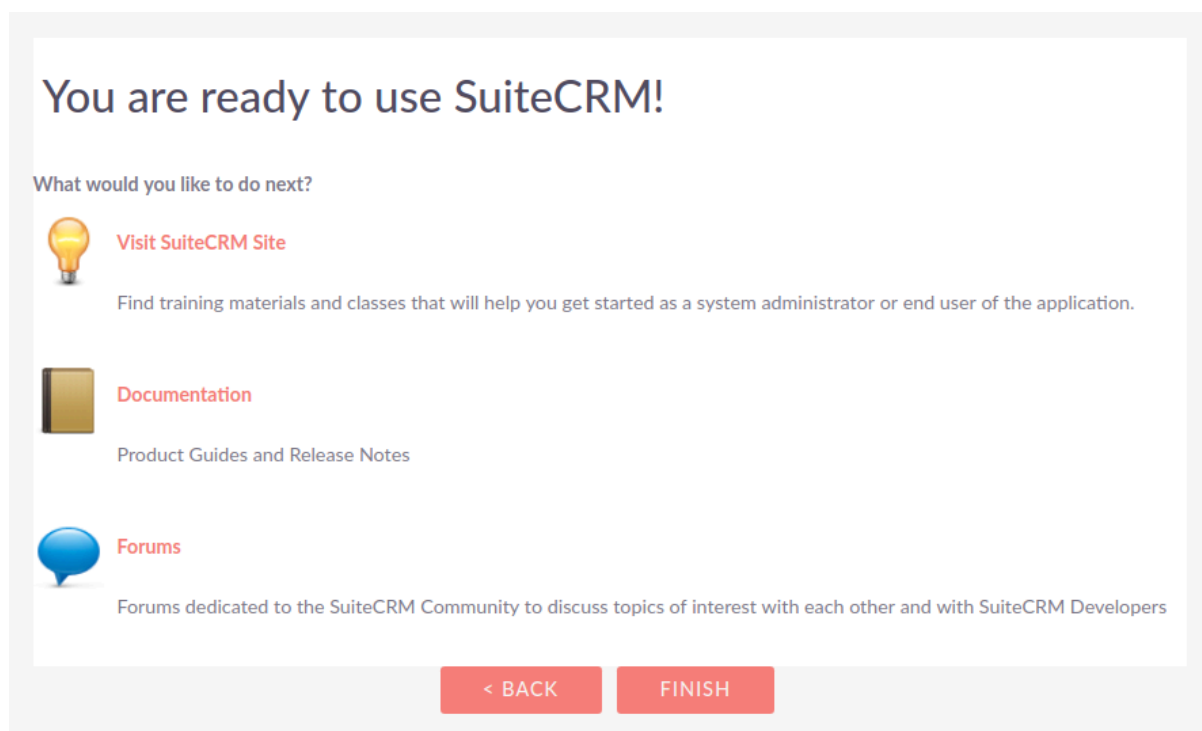 You are ready to use SuiteCRM!
What would you like to do next?
Visit SuiteCRM Site
Find training materials and classes that will help you get started as a system administrator or end user of the application.
Documentation
Product Guides and Release Notes
Forums
Forums dedicated to the SuiteCRM Community to discuss topics of interest with each other and with SuiteCRM Developers
< BACK FINISH